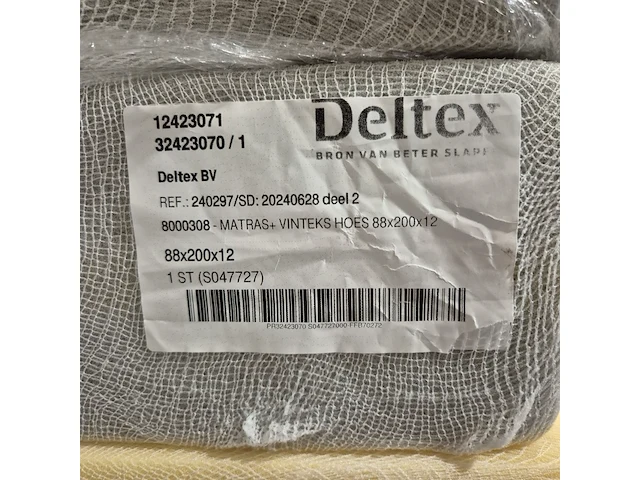 12423071
32423070 / 1
Deltex
BRON VAN BETER SLAPE
Deltex BV
REF.: 240297/SD: 20240628 deel 2
8000308 - MATRAS+ VINTEKS HOES 88x200x12
88x200x12
1 ST (S047727)
PR32423070 S047727000-FFB70272